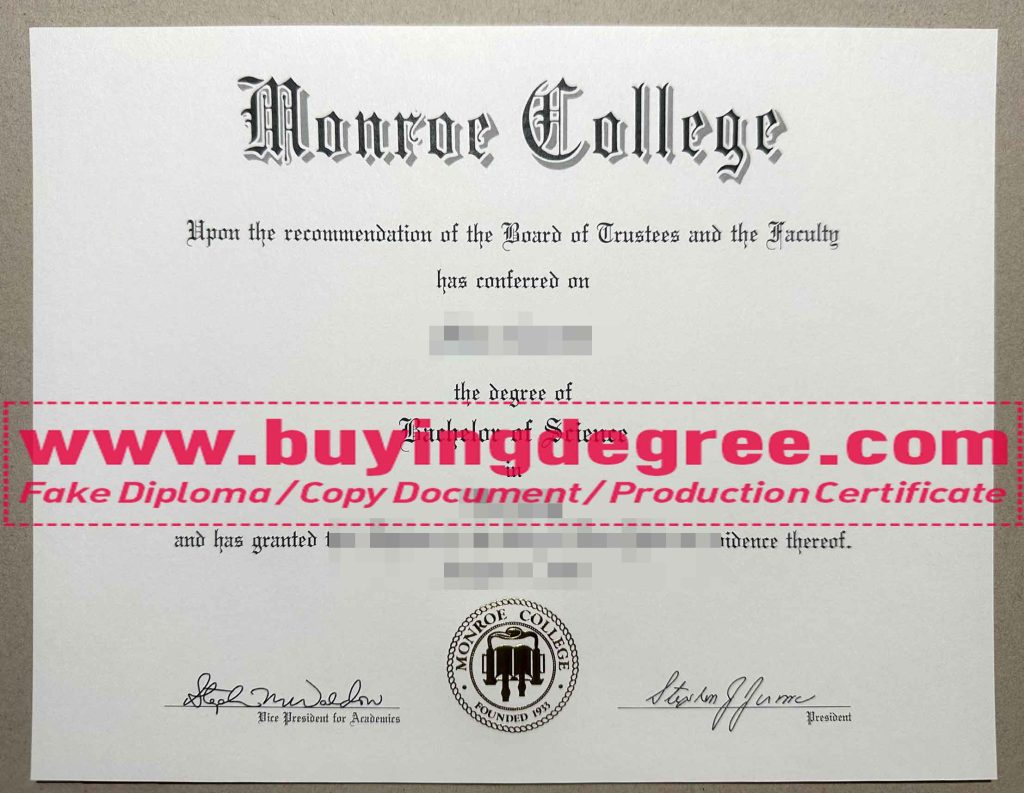 Monroe College
Upon the recommendation of the Board of Trustees and the Faculty
has conferred on
the degree of
Bachelor of Science
www.buyingdegree.com
in
Fake Diploma / Copy Document / Production Certificate
and has granted thereof.
MONROE COLLEGE
FOUNDED 1933
Vice President for Academics
President